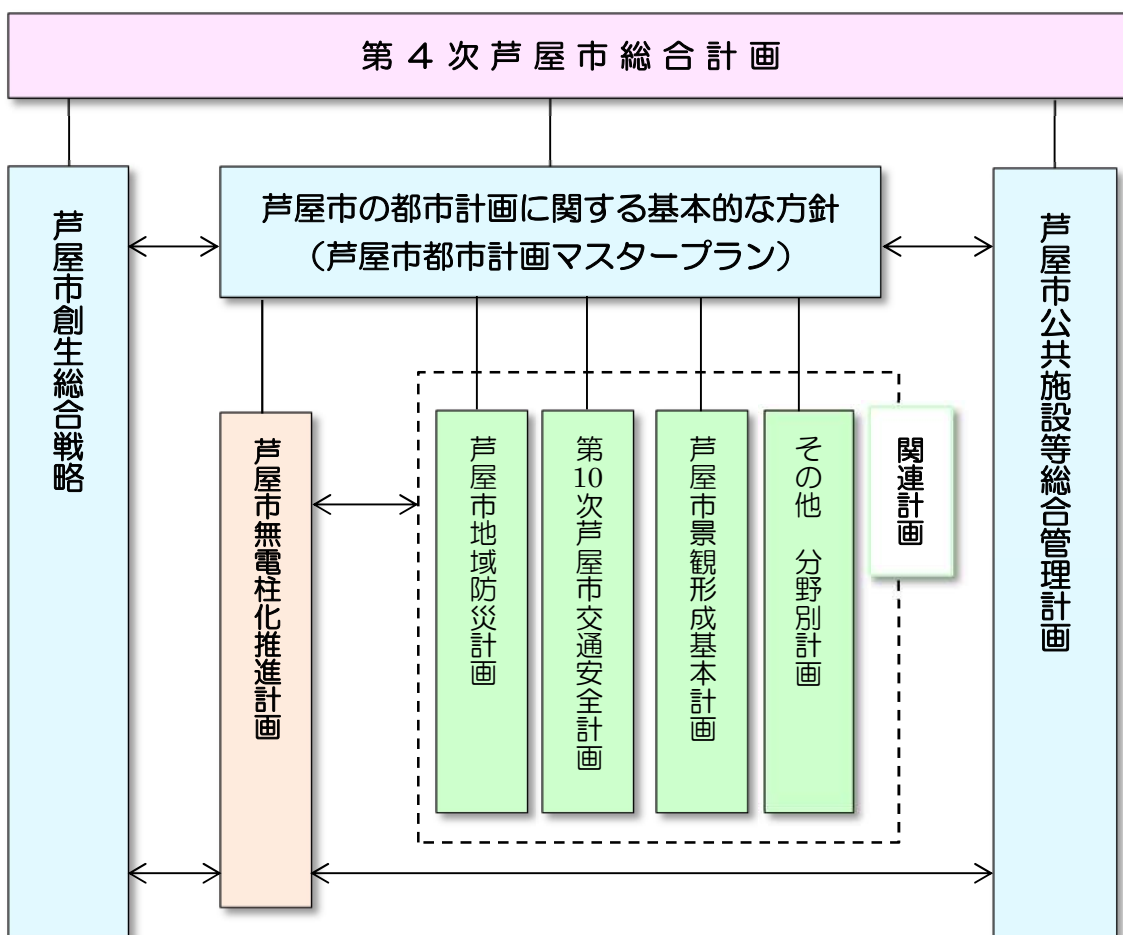 第４次芦屋市総合計画
芦屋市創生総合戦略
芦屋市の都市計画に関する基本的な方針
（芦屋市都市計画マスタープラン）
芦屋市公共施設等総合管理計画
芦屋市無電柱化推進計画
芦屋市地域防災計画
第10次芦屋市交通安全計画
芦屋市景観形成基本計画
その他　分野別計画
関連計画